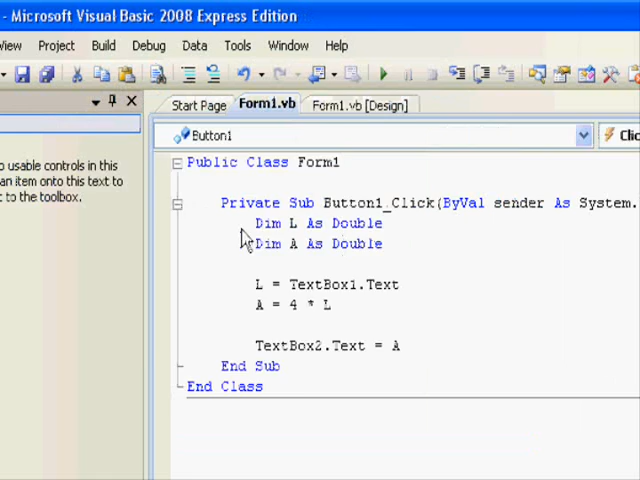 - Microsoft Visual Basic 2008 Express Edition
View Project Build Debug Data Tools Window Help
Start Page Form1.vb Form1.vb [Design]
Button1 Clic
Public Class Form1
o usable controls in this
an item onto this text to
to the toolbox.
Private Sub Button1_Click(ByVal sender As System.
Dim L As Double
Dim A As Double
L = TextBox1.Text
A = 4 * L
TextBox2.Text = A
End Sub
End Class